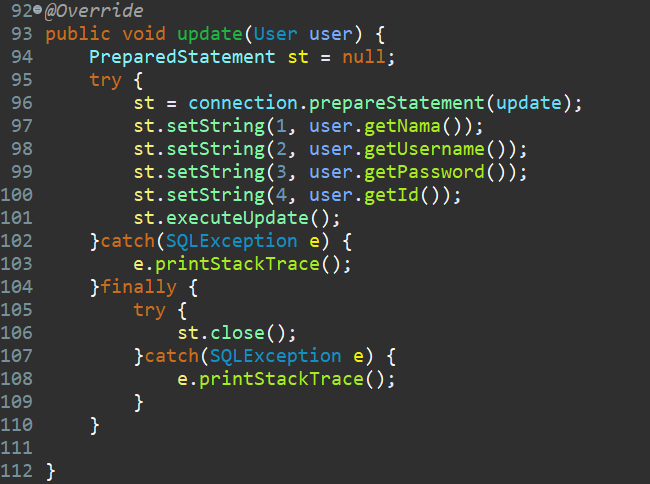 92 @Override
93 public void update(User user) {
94     PreparedStatement st = null;
95     try {
96         st = connection.prepareStatement(update);
97         st.setString(1, user.getNama());
98         st.setString(2, user.getUsername());
99         st.setString(3, user.getPassword());
100         st.setString(4, user.getId());
101         st.executeUpdate();
102     }catch(SQLException e) {
103         e.printStackTrace();
104     }finally {
105         try {
106             st.close();
107         }catch(SQLException e) {
108             e.printStackTrace();
109         }
110     }
111
112 }